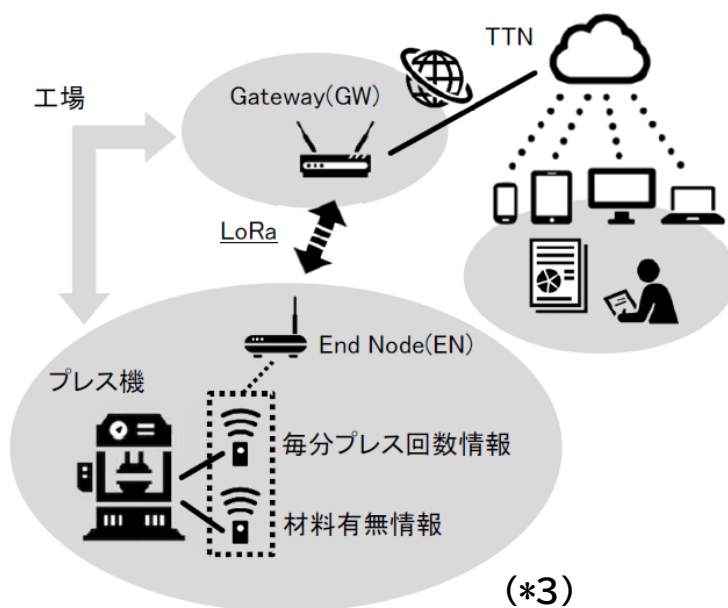 TTN
工場
Gateway(GW)
LoRa
End Node(EN)
プレス機
毎分プレス回数情報
材料有無情報
(*3)